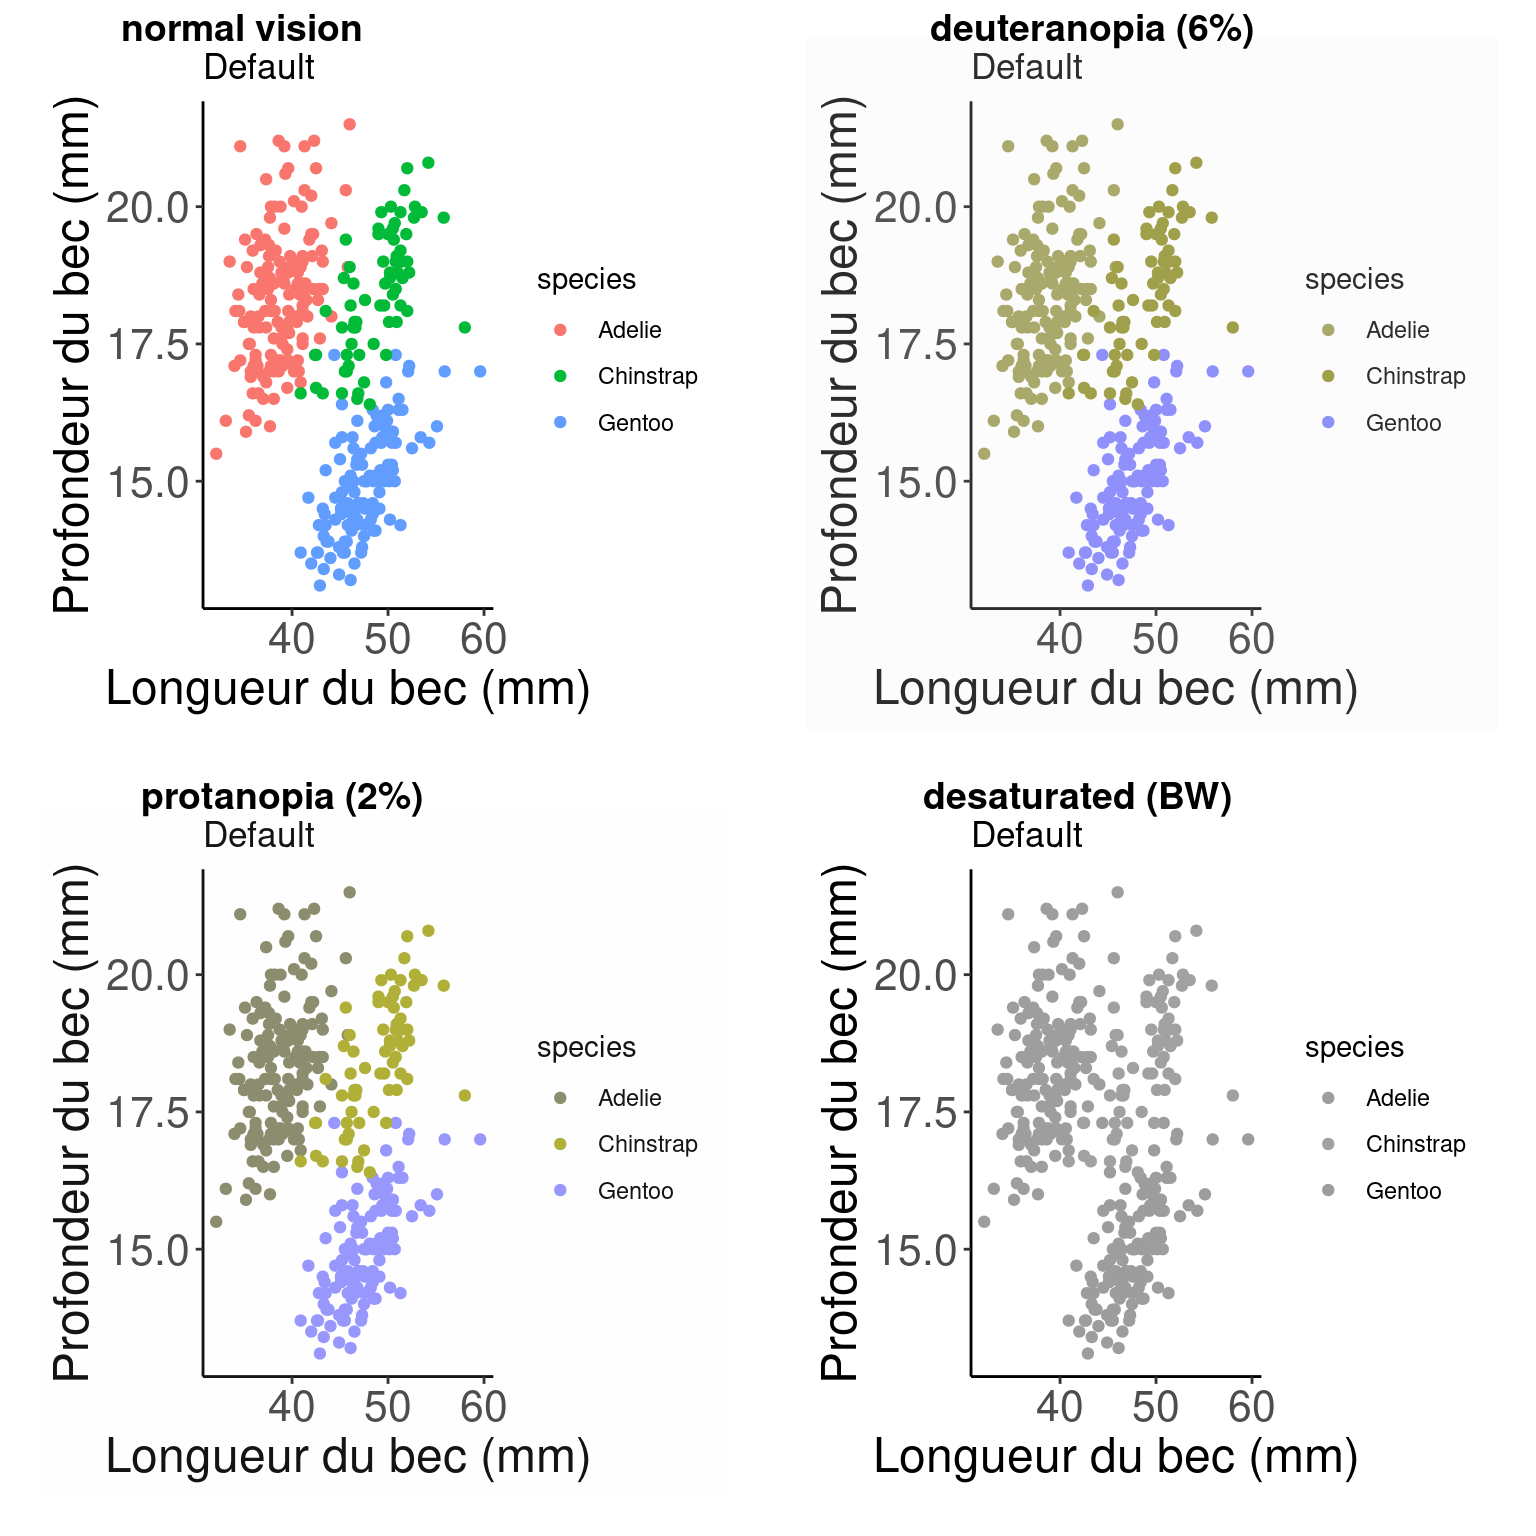 normal vision
Default
Profondeur du bec (mm)
20.0
17.5
15.0
40 50 60
Longueur du bec (mm)
species
Adelie
Chinstrap
Gentoo
deuteranopia (6%)
Default
Profondeur du bec (mm)
20.0
17.5
15.0
40 50 60
Longueur du bec (mm)
species
Adelie
Chinstrap
Gentoo
protanopia (2%)
Default
Profondeur du bec (mm)
20.0
17.5
15.0
40 50 60
Longueur du bec (mm)
species
Adelie
Chinstrap
Gentoo
desaturated (BW)
Default
Profondeur du bec (mm)
20.0
17.5
15.0
40 50 60
Longueur du bec (mm)
species
Adelie
Chinstrap
Gentoo